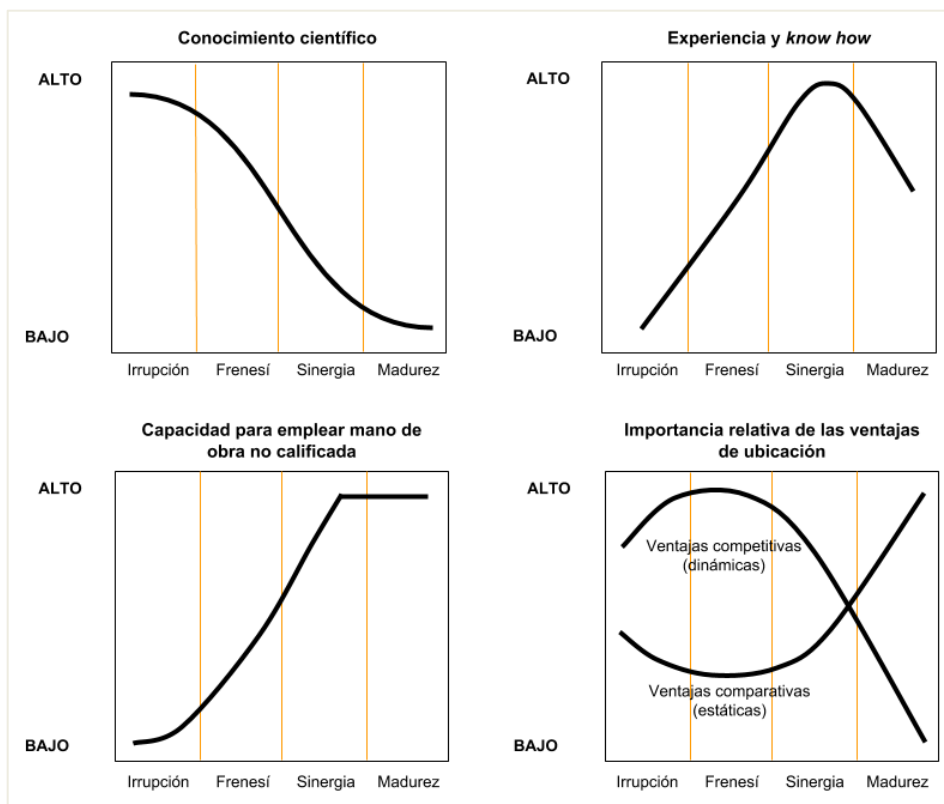 Conocimiento científico
ALTO
BAJO
Irrupción Frenesí Sinergia Madurez
Experiencia y know how
ALTO
BAJO
Irrupción Frenesí Sinergia Madurez
Capacidad para emplear mano de
obra no calificada
ALTO
BAJO
Irrupción Frenesí Sinergia Madurez
Importancia relativa de las ventajas
de ubicación
ALTO
Ventajas competitivas
(dinámicas)
Ventajas comparativas
(estáticas)
BAJO
Irrupción Frenesí Sinergia Madurez